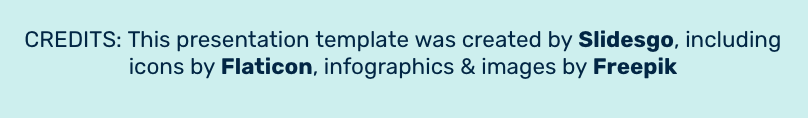 CREDITS: This presentation template was created by Slidesgo, including
icons by Flaticon, infographics & images by Freepik